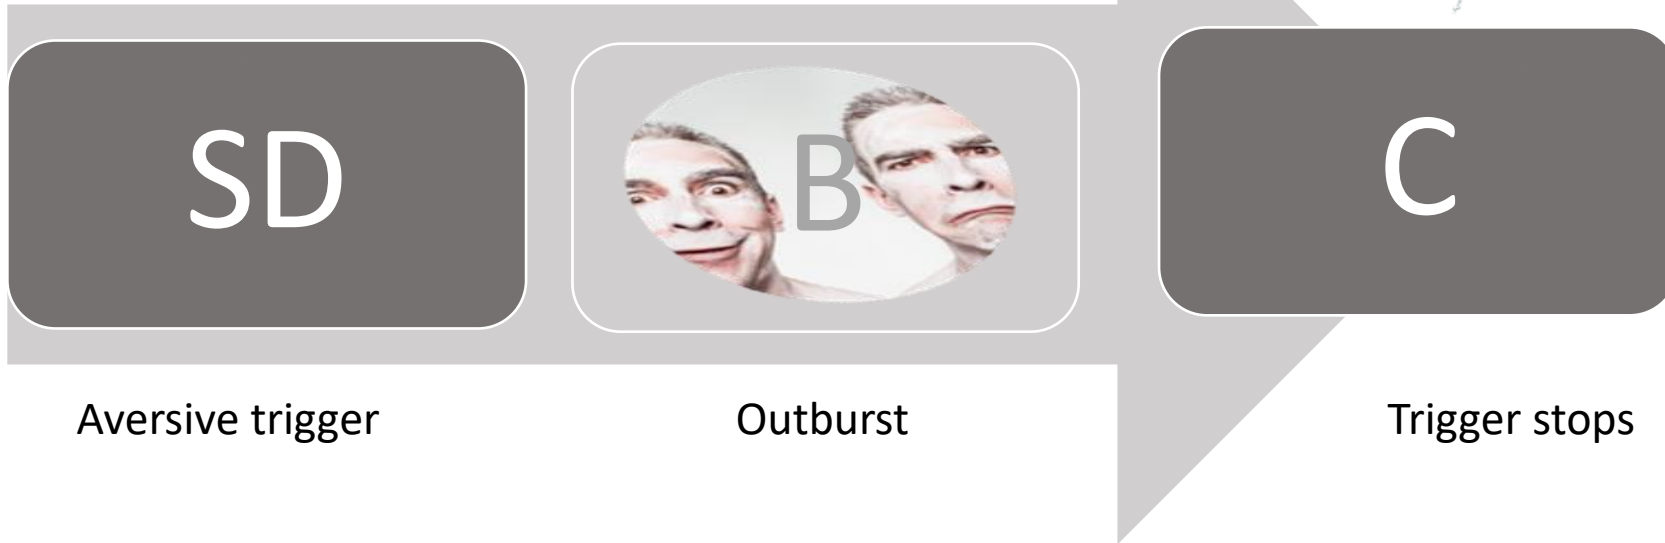 SD
B
C
Aversive trigger
Outburst
Trigger stops